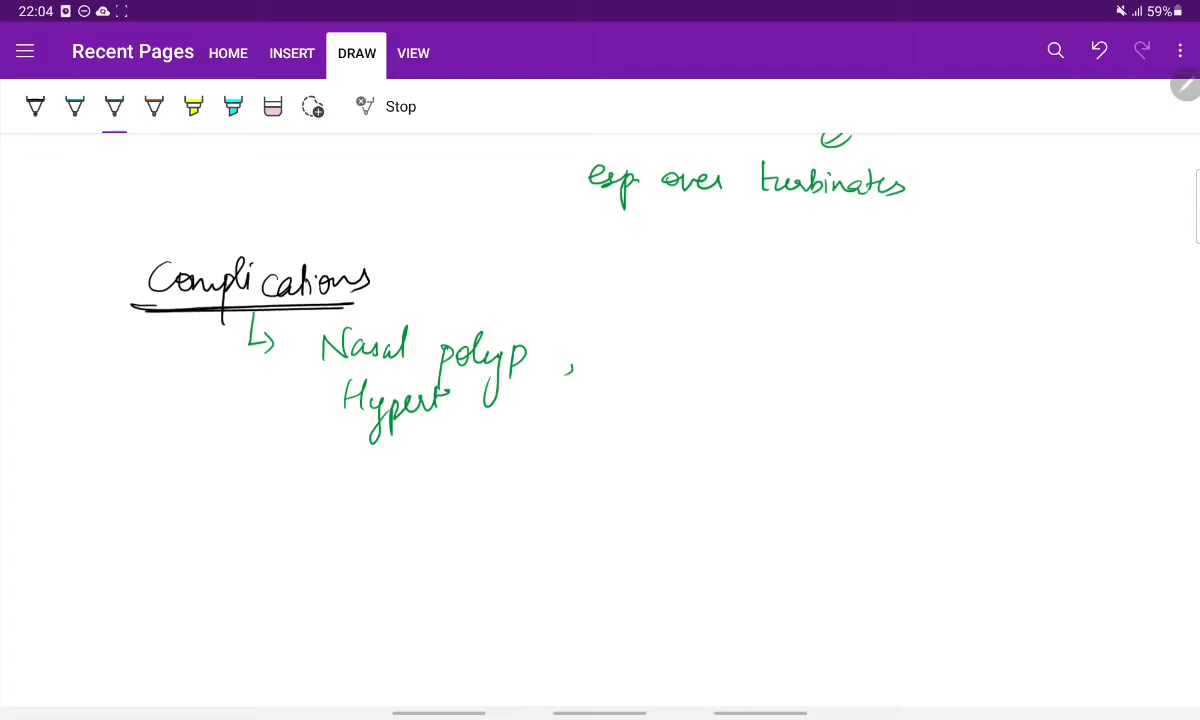 22:04 59%
Recent Pages HOME INSERT DRAW VIEW
Stop
esp over turbinates
Complications
↳ Nasal polyp ,
Hypert